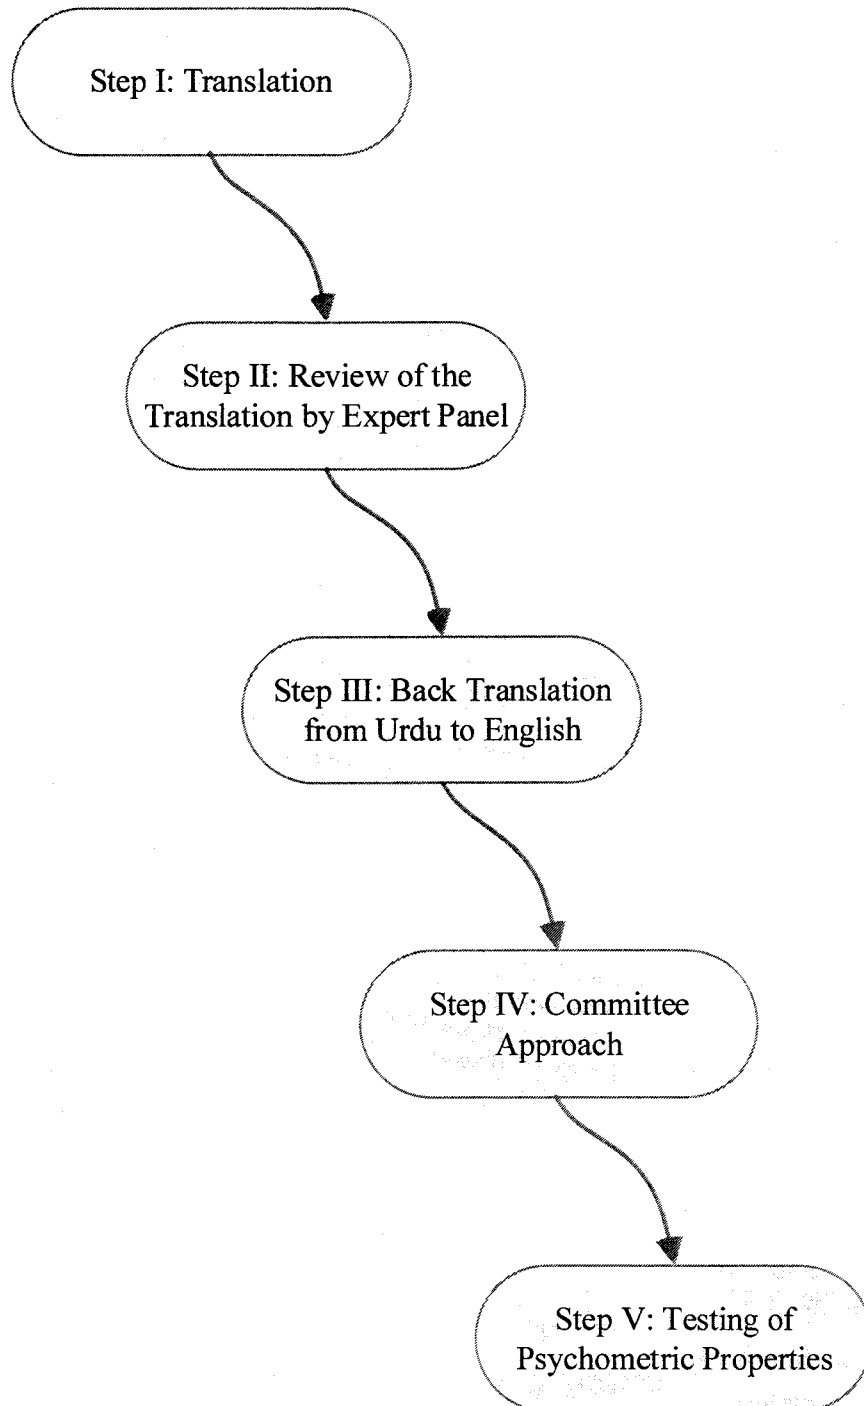 Step I: Translation
Step II: Review of the
Translation by Expert Panel
Step III: Back Translation
from Urdu to English
Step IV: Committee
Approach
Step V: Testing of
Psychometric Properties